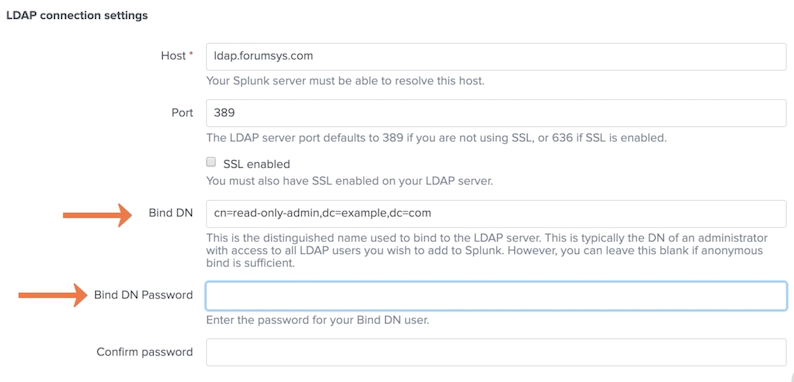 LDAP connection settings
Host * ldap.forumsys.com
Your Splunk server must be able to resolve this host.
Port 389
The LDAP server port defaults to 389 if you are not using SSL, or 636 if SSL is enabled.
SSL enabled
You must also have SSL enabled on your LDAP server.
Bind DN cn=read-only-admin,dc=example,dc=com
This is the distinguished name used to bind to the LDAP server. This is typically the DN of an administrator
with access to all LDAP users you wish to add to Splunk. However, you can leave this blank if anonymous
bind is sufficient.
Bind DN Password
Enter the password for your Bind DN user.
Confirm password